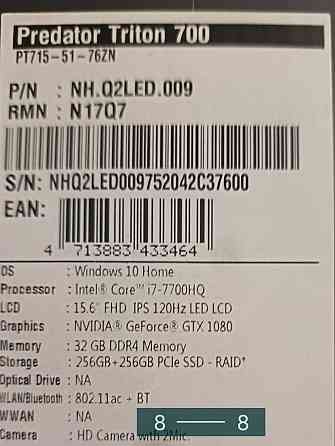 Predator Triton 700
PT715-51-76ZN
P/N : NH.Q2LED.009
RMN : N17Q7
S/N: NHQ2LED009752042C37600
EAN:
4 713883 433464
OS : Windows 10 Home
Processor : Intel® Core™ i7-7700HQ
LCD : 15.6" FHD IPS 120Hz LED LCD
Graphics : NVIDIA® GeForce® GTX 1080
Memory : 32 GB DDR4 Memory
Storage : 256GB+256GB PCIe SSD - RAID†
Optical Drive : NA
WLAN/Bluetooth : 802.11ac + BT
WWAN : NA
8 8
Camera : HD Camera with 2Mic.